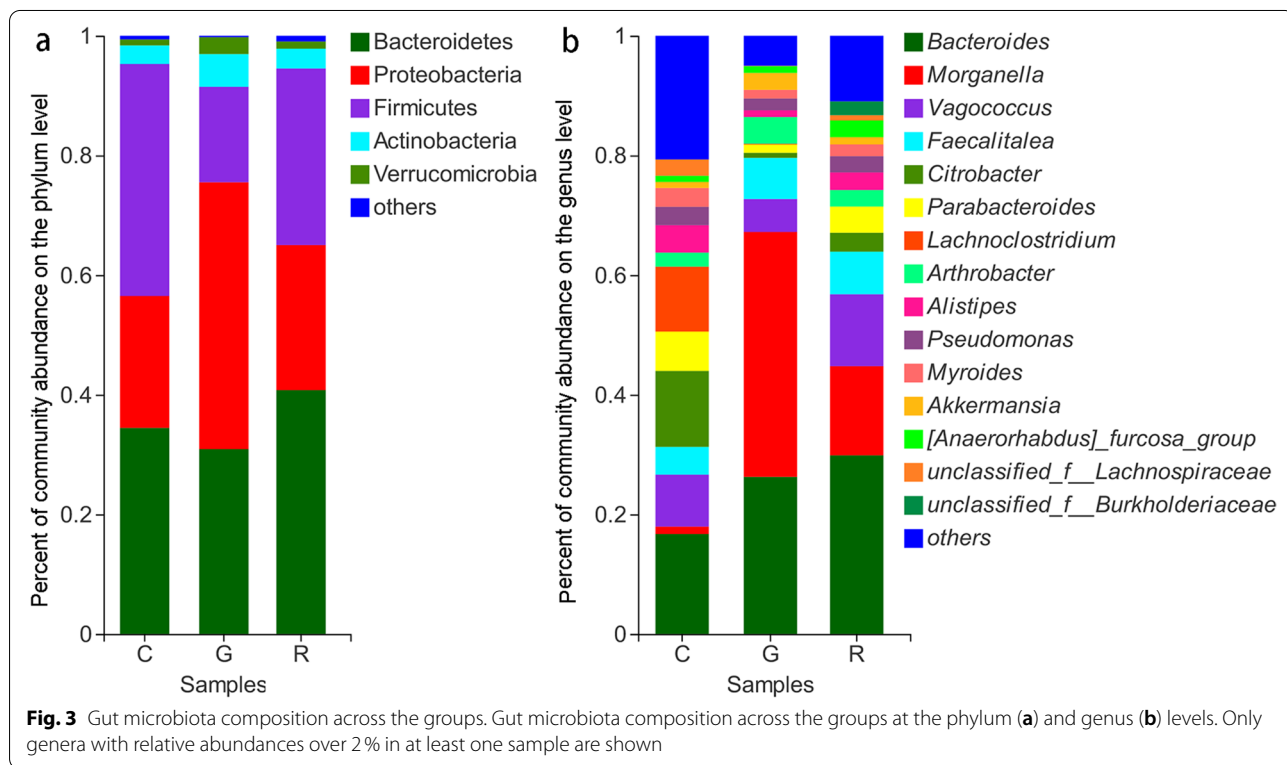 a
Percent of community abundance on the phylum level
1
0.8
0.6
0.4
0.2
0
C G R
Samples
Bacteroidetes
Proteobacteria
Firmicutes
Actinobacteria
Verrucomicrobia
others
b
Percent of community abundance on the genus level
1
0.8
0.6
0.4
0.2
0
C G R
Samples
Bacteroides
Morganella
Vagococcus
Faecalitalea
Citrobacter
Parabacteroides
Lachnoclostridium
Arthrobacter
Alistipes
Pseudomonas
Myroides
Akkermansia
[Anaerorhabdus]_furcosa_group
unclassified_f__Lachnospiraceae
unclassified_f__Burkholderiaceae
others
Fig. 3 Gut microbiota composition across the groups. Gut microbiota composition across the groups at the phylum (a) and genus (b) levels. Only
genera with relative abundances over 2% in at least one sample are shown